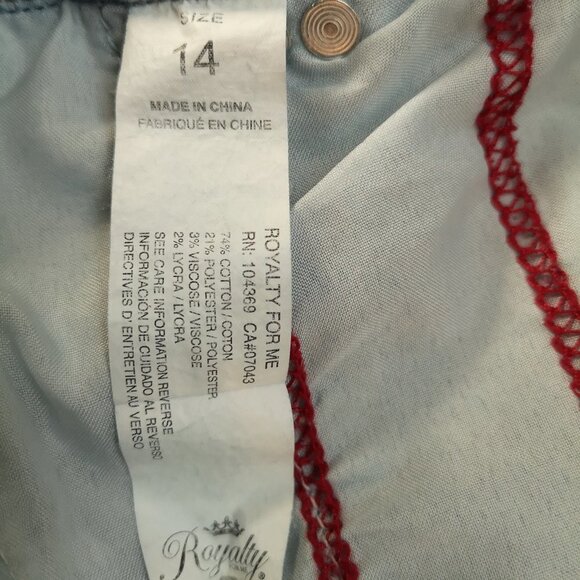 SIZE
14
MADE IN CHINA
FABRIQUÉ EN CHINE
ROYALTY FOR ME
RN: 104369 CA#07043
74% COTTON / COTON
21% POLYESTER / POLYESTER
3% VISCOSE / VISCOSE
2% LYCRA / LYCRA
SEE CARE INFORMATION REVERSE
INFORMACIÓN DE CUIDADO AL REVERSO
DIRECTIVES D' ENTRETIEN AU VERSO
Royalty®